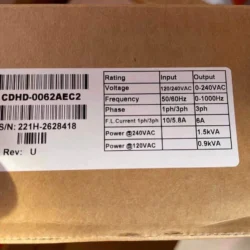 CDHD-0062AEC2
S/N: 221H-2628418
Rev: U
Rating Input Output
Voltage 120/240VAC 0-240VAC
Frequency 50/60Hz 0-1000Hz
Phase 1ph/3ph 3ph
F.L Current 1ph/3ph 10/5.8A 6A
Power @240VAC 1.5kVA
Power @120VAC 0.9kVA